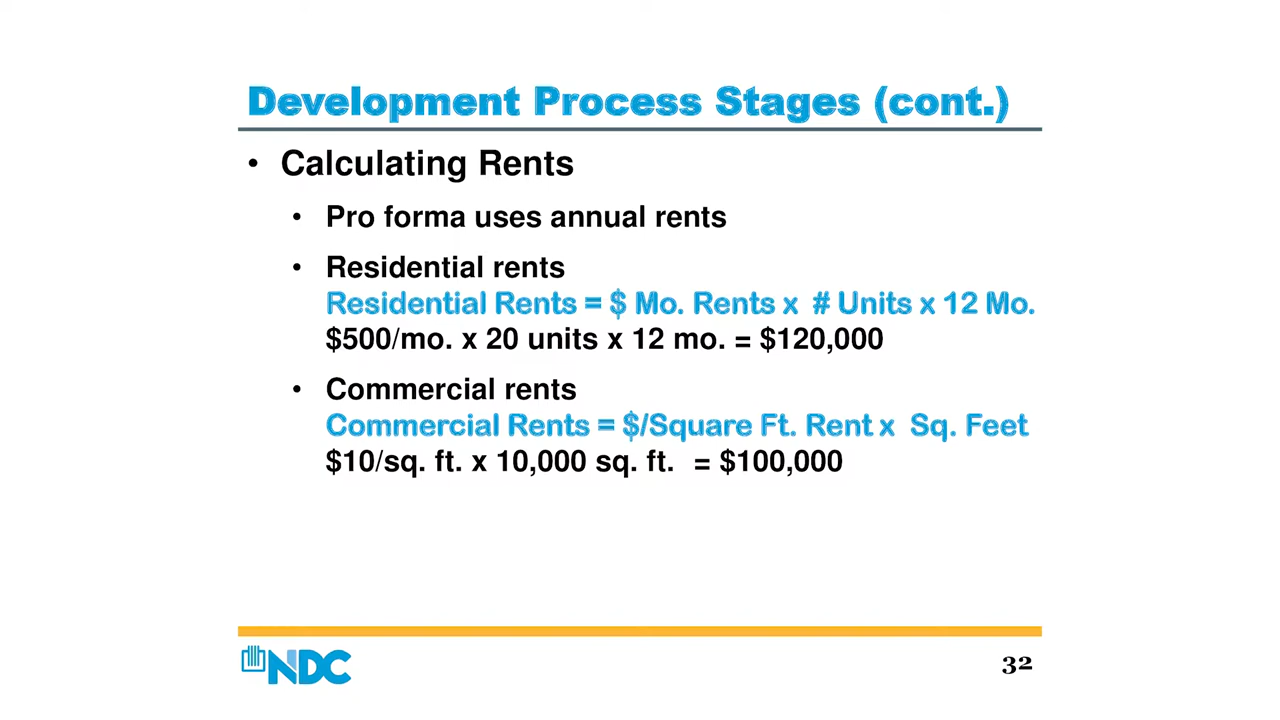 Development Process Stages (cont.)
• Calculating Rents
• Pro forma uses annual rents
• Residential rents
Residential Rents = $ Mo. Rents x # Units x 12 Mo.
$500/mo. x 20 units x 12 mo. = $120,000
• Commercial rents
Commercial Rents = $/Square Ft. Rent x Sq. Feet
$10/sq. ft. x 10,000 sq. ft. = $100,000
NDC
32